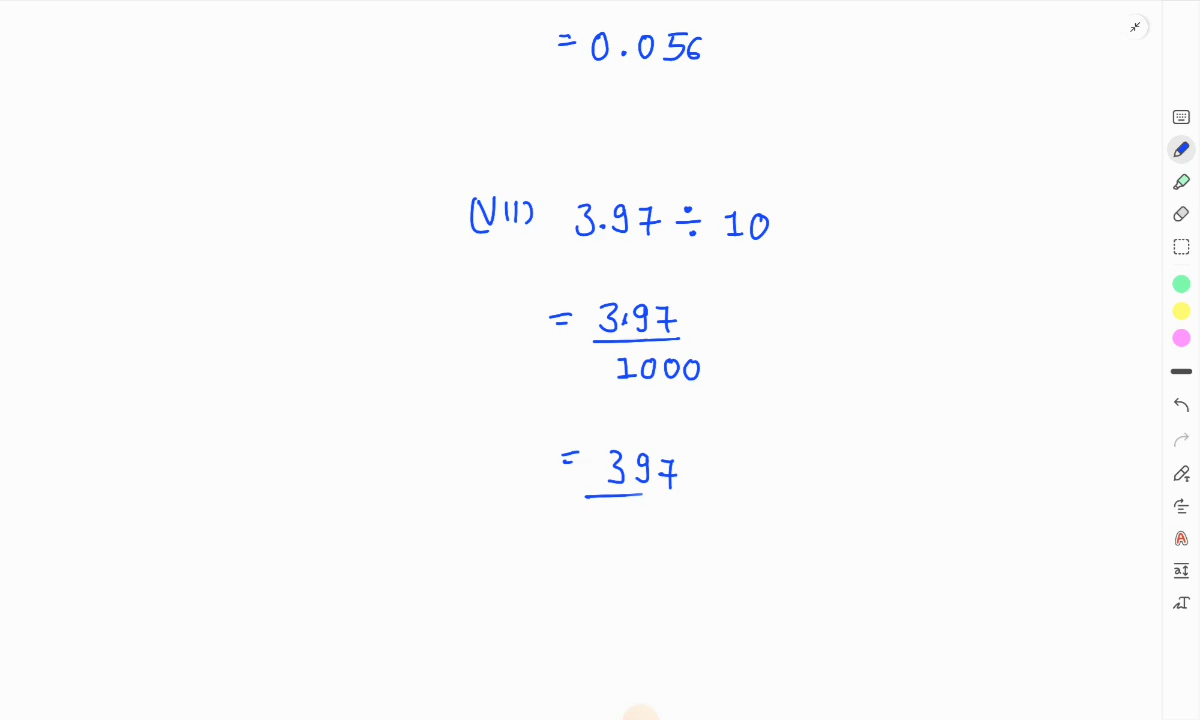 = 0.056
(VII) 3.97 ÷ 10
= 3.97
1000
= 397